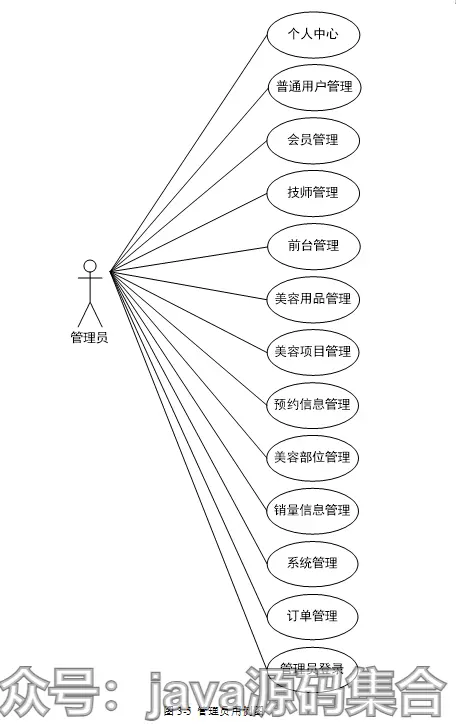 个人中心
普通用户管理
会员管理
技师管理
前台管理
美容用品管理
管理员
美容项目管理
预约信息管理
美容部位管理
销量信息管理
系统管理
订单管理
管理员登录
众号：java源码集合
图 3-5 管理员用例图